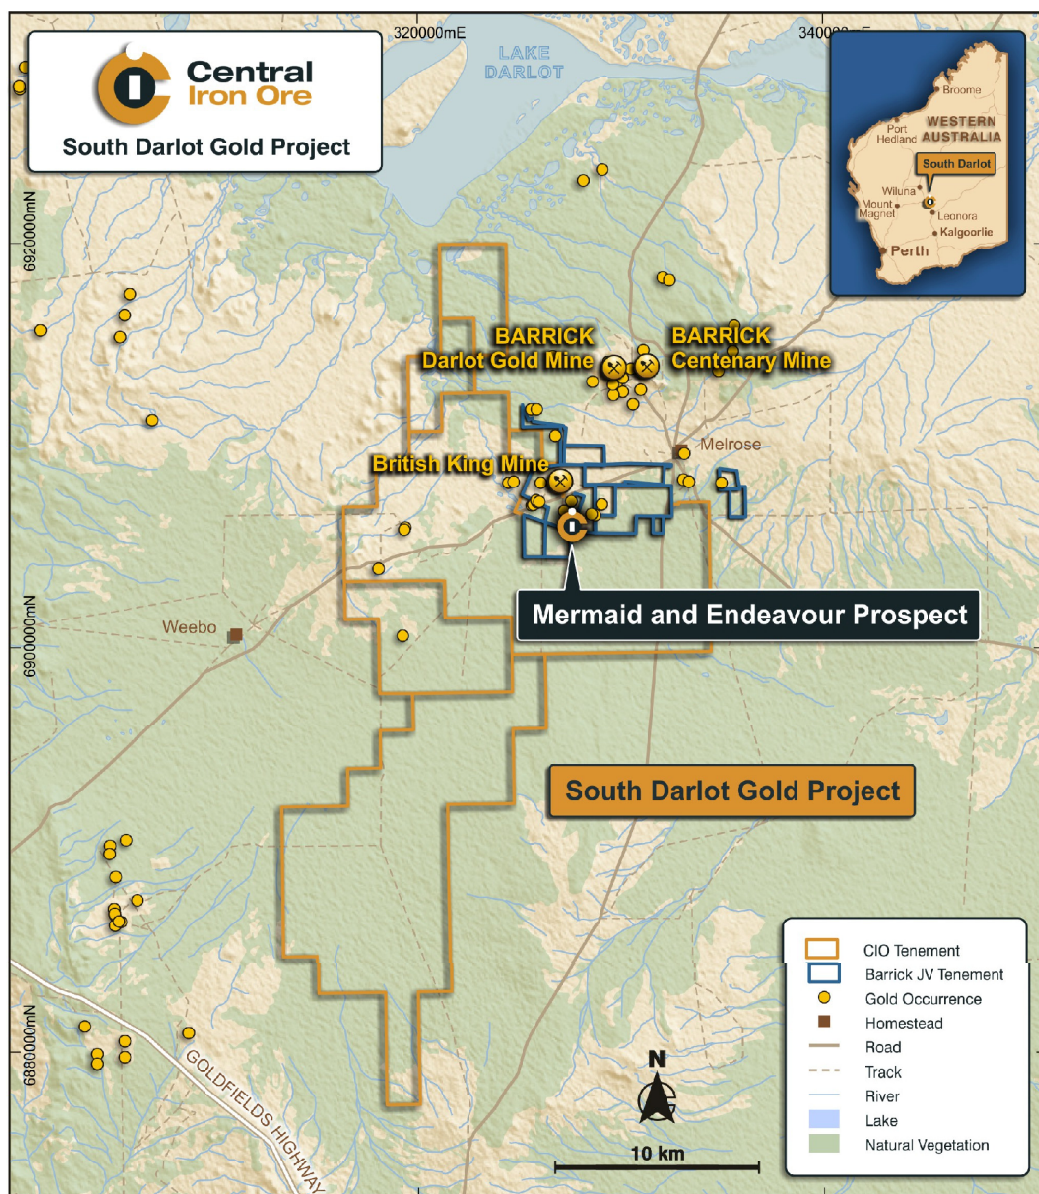 320000mE
340000mE
LAKE
DARLOT
Central
Iron Ore
South Darlot Gold Project
Broome
WESTERN
AUSTRALIA
Port
Hedland
South Darlot
Wiluna
Mount
Magnet
Leonora
Kalgoorlie
Perth
6920000mN
BARRICK
Darlot Gold Mine
BARRICK
Centenary Mine
Melrose
British King Mine
Mermaid and Endeavour Prospect
Weebo
6900000mN
South Darlot Gold Project
6880000mN
GOLDFIELDS HIGHWAY
N
10 km
CIO Tenement
Barrick JV Tenement
Gold Occurrence
Homestead
Road
Track
River
Lake
Natural Vegetation